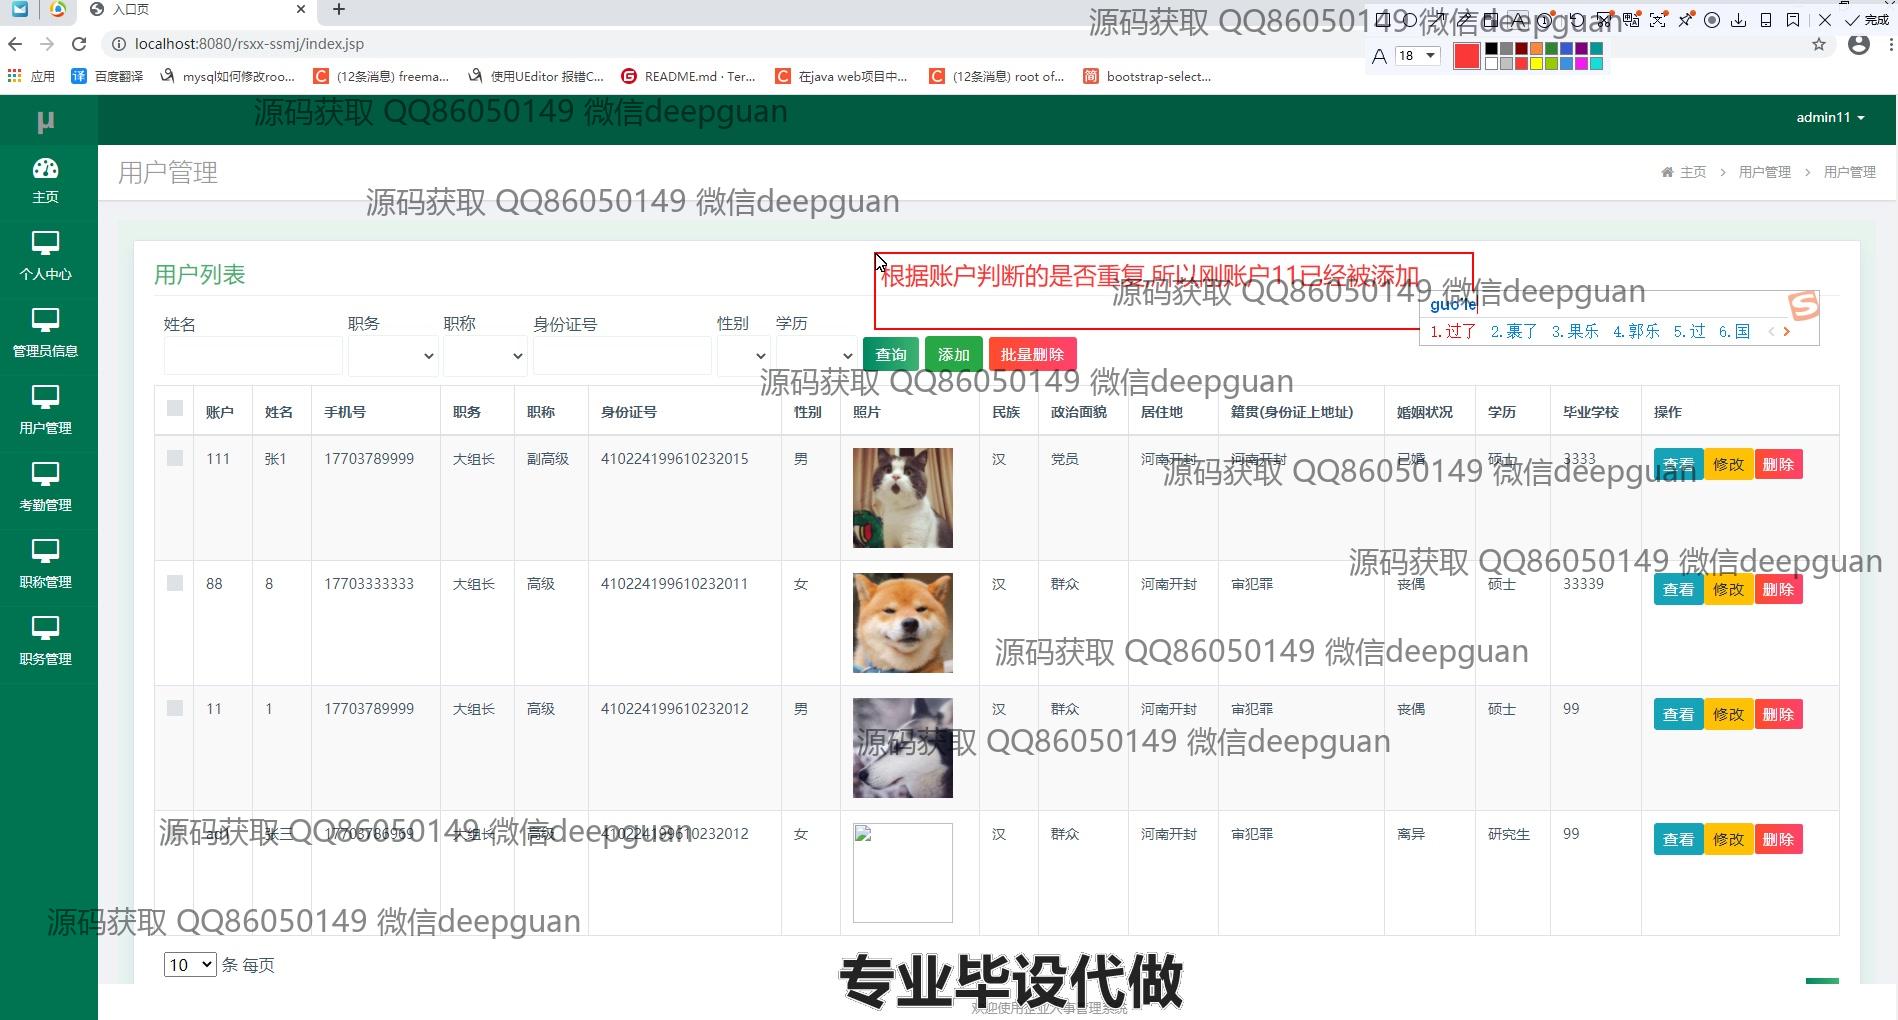 入口页
源码获取 QQ86050149 微信deepguan
18
完成
localhost:8080/rsxx-ssmj/index.jsp
应用 百度翻译 mysql如何修改roo... (12条消息) freema... 使用UEditor 报错C... README.md · Ter... 在java web项目中... (12条消息) root of... bootstrap-select...
源码获取 QQ86050149 微信deepguan
μ
admin11
主页
用户管理
主页 > 用户管理 > 用户管理
源码获取 QQ86050149 微信deepguan
个人中心
用户列表
根据账户判断的是否重复,所以刚账户11已经被添加
源码获取 QQ86050149 微信deepguan
guo'le
1.过了 2.裹了 3.果乐 4.郭乐 5.过 6.国
姓名 职务 职称 身份证号 性别 学历
管理员信息
查询 添加 批量删除
源码获取 QQ86050149 微信deepguan
账户 姓名 手机号 职务 职称 身份证号 性别 照片 民族 政治面貌 居住地 籍贯(身份证上地址) 婚姻状况 学历 毕业学校 操作
用户管理
111 张1 17703789999 大组长 副高级 410224199610232015 男 汉 党员 河南开封 河南开封 已婚 硕士 3333 查看 修改 删除
源码获取 QQ86050149 微信deepguan
考勤管理
源码获取 QQ86050149 微信deepguan
职称管理
88 8 17703333333 大组长 高级 410224199610232011 女 汉 群众 河南开封 审犯罪 丧偶 硕士 33339 查看 修改 删除
源码获取 QQ86050149 微信deepguan
职务管理
11 1 17703789999 大组长 高级 410224199610232012 男 汉 群众 河南开封 审犯罪 丧偶 硕士 99 查看 修改 删除
源码获取 QQ86050149 微信deepguan
张三 17703786969 大组长 高级 410224199610232012 女 汉 群众 河南开封 审犯罪 离异 研究生 99 查看 修改 删除
源码获取 QQ86050149 微信deepguan
源码获取 QQ86050149 微信deepguan
10 条 每页
专业毕设代做
欢迎使用企业人事管理系统